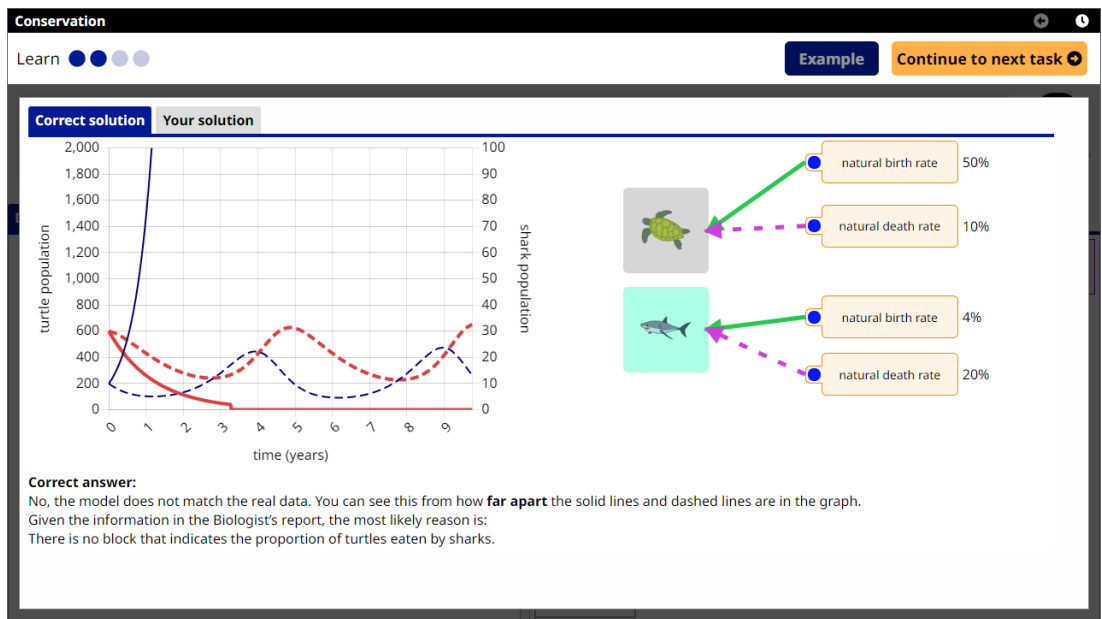 Conservation
Learn
Example
Continue to next task
Correct solution
Your solution
2,000
1,800
1,600
1,400
1,200
1,000
800
600
400
200
0
turtle population
100
90
80
70
60
50
40
30
20
10
0
shark population
0 1 2 3 4 5 6 7 8 9
time (years)
natural birth rate 50%
natural death rate 10%
natural birth rate 4%
natural death rate 20%
Correct answer:
No, the model does not match the real data. You can see this from how far apart the solid lines and dashed lines are in the graph.
Given the information in the Biologist’s report, the most likely reason is:
There is no block that indicates the proportion of turtles eaten by sharks.